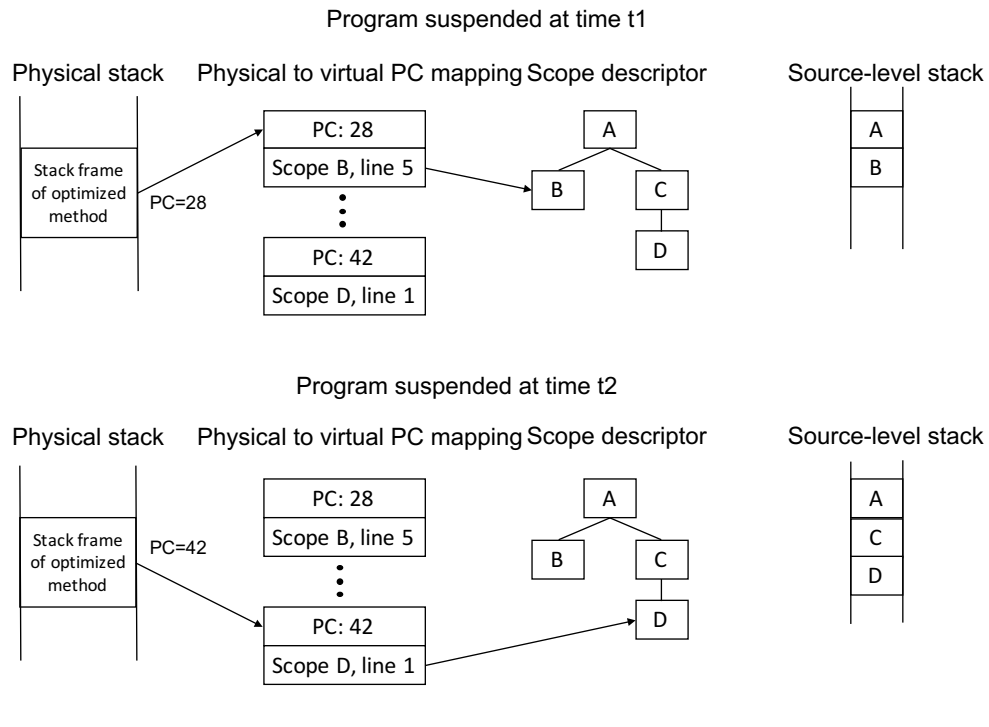 Program suspended at time t1
Physical stack
Physical to virtual PC mapping
Scope descriptor
Source-level stack
Stack frame
of optimized
method
PC=28
PC: 28
Scope B, line 5
PC: 42
Scope D, line 1
A
B
C
D
A
B
Program suspended at time t2
Physical stack
Physical to virtual PC mapping
Scope descriptor
Source-level stack
Stack frame
of optimized
method
PC=42
PC: 28
Scope B, line 5
PC: 42
Scope D, line 1
A
B
C
D
A
C
D